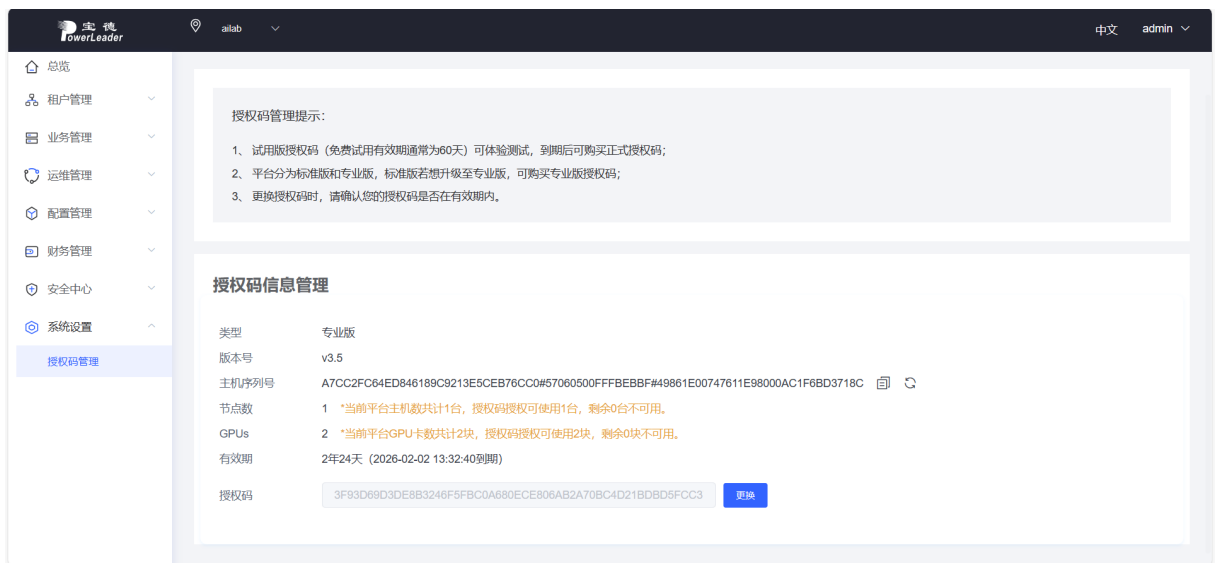 宝德
PowerLeader
ailab
中文
admin
总览
租户管理
业务管理
运维管理
配置管理
财务管理
安全中心
系统设置
授权码管理
授权码管理提示:
1、 试用版授权码（免费试用有效期通常为60天）可体验测试，到期后可购买正式授权码；
2、 平台分为标准版和专业版，标准版若想升级至专业版，可购买专业版授权码；
3、 更换授权码时，请确认您的授权码是否在有效期内。
授权码信息管理
类型 专业版
版本号 v3.5
主机序列号 A7CC2FC64ED846189C9213E5CEB76CC0#57060500FFFBEBBF#49861E00747611E98000AC1F6BD3718C
节点数 1 *当前平台主机数共计1台，授权码授权可使用1台，剩余0台不可用。
GPUs 2 *当前平台GPU卡数共计2块，授权码授权可使用2块，剩余0块不可用。
有效期 2年24天（2026-02-02 13:32:40到期）
授权码 3F93D69D3DE8B3246F5FBC0A680ECE806AB2A70BC4D21BDBD5FCC3 更换